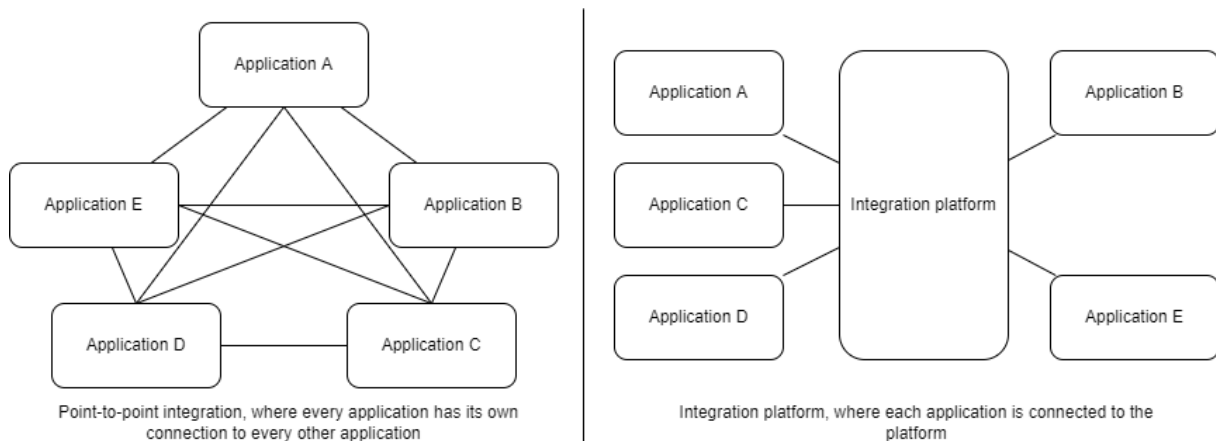 Application A
Application E
Application B
Application D
Application C
Point-to-point integration, where every application has its own
connection to every other application
Application A
Application B
Application C
Integration platform
Application D
Application E
Integration platform, where each application is connected to the
platform